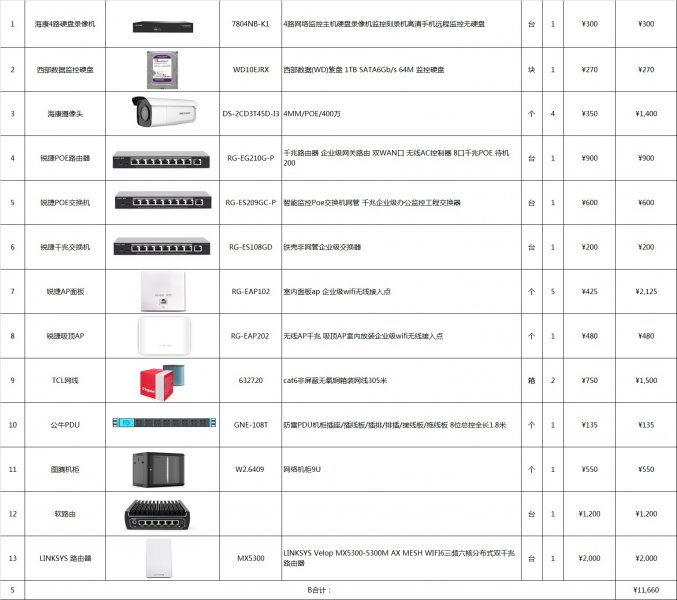 1 海康4路硬盘录像机 7804NB-K1 4路网络监控主机硬盘录像机监控刻录机高清手机远程监控无硬盘 台 1 ¥300 ¥300
2 西部数据监控硬盘 WD10EJRX 西部数据(WD)紫盘 1TB SATA6Gb/s 64M 监控硬盘 块 1 ¥270 ¥270
3 海康摄像头 DS-2CD3T45D-I3 4MM/POE/400万 个 4 ¥350 ¥1,400
4 锐捷POE路由器 RG-EG210G-P 千兆路由器 企业级网关路由 双WAN口 无线AC控制器 8口千兆POE 待机
200 台 1 ¥900 ¥900
5 锐捷POE交换机 RG-ES209GC-P 智能监控Poe交换机网管 千兆企业级办公监控工程交换器 台 1 ¥600 ¥600
6 锐捷千兆交换机 RG-ES108GD 铁壳非网管企业级交换器 台 1 ¥200 ¥200
7 锐捷AP面板 RG-EAP102 室内面板ap 企业级wifi无线接入点 个 5 ¥425 ¥2,125
8 锐捷吸顶AP RG-EAP202 无线AP千兆 吸顶AP室内放装企业级wifi无线接入点 个 1 ¥480 ¥480
9 TCL网线 632720 cat6非屏蔽无氧铜箱装网线305米 箱 2 ¥750 ¥1,500
10 公牛PDU GNE-108T 防雷PDU机柜插座/插线板/插排/排插/接线板/拖线板 8位总控全长1.8米 个 1 ¥135 ¥135
11 图腾机柜 W2.6409 网络机柜9U 个 1 ¥550 ¥550
12 软路由 台 1 ¥1,200 ¥1,200
13 LINKSYS 路由器 MX5300 LINKSYS Velop MX5300-5300M AX MESH WIFI6三频六核分布式双千兆
路由器 台 1 ¥2,000 ¥2,000
5 B合计： ¥11,660